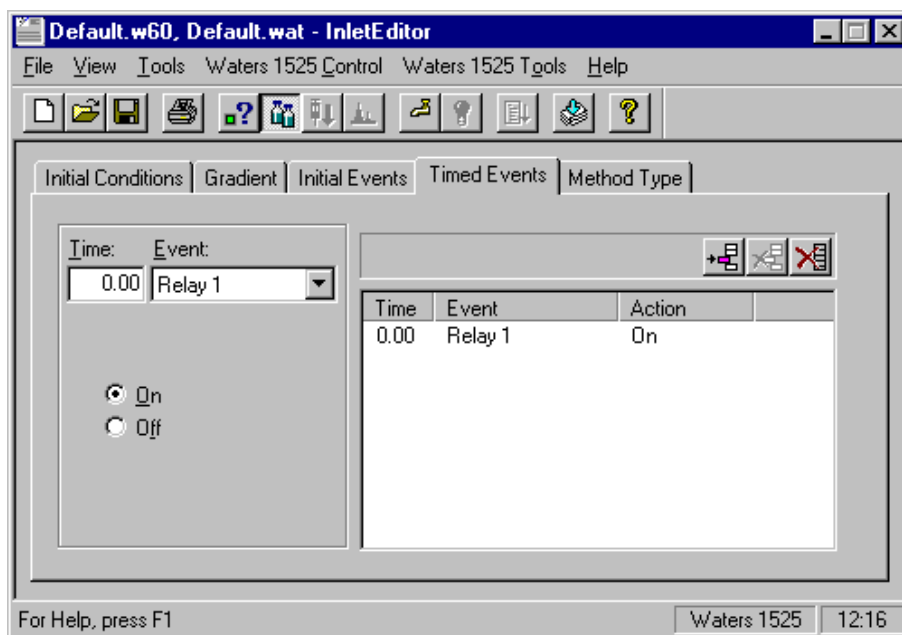 Default.w60, Default.wat - InletEditor
File View Tools Waters 1525 Control Waters 1525 Tools Help
Initial Conditions Gradient Initial Events Timed Events Method Type
Time: Event:
0.00 Relay 1
On
Off
Time Event Action
0.00 Relay 1 On
For Help, press F1 Waters 1525 12:16